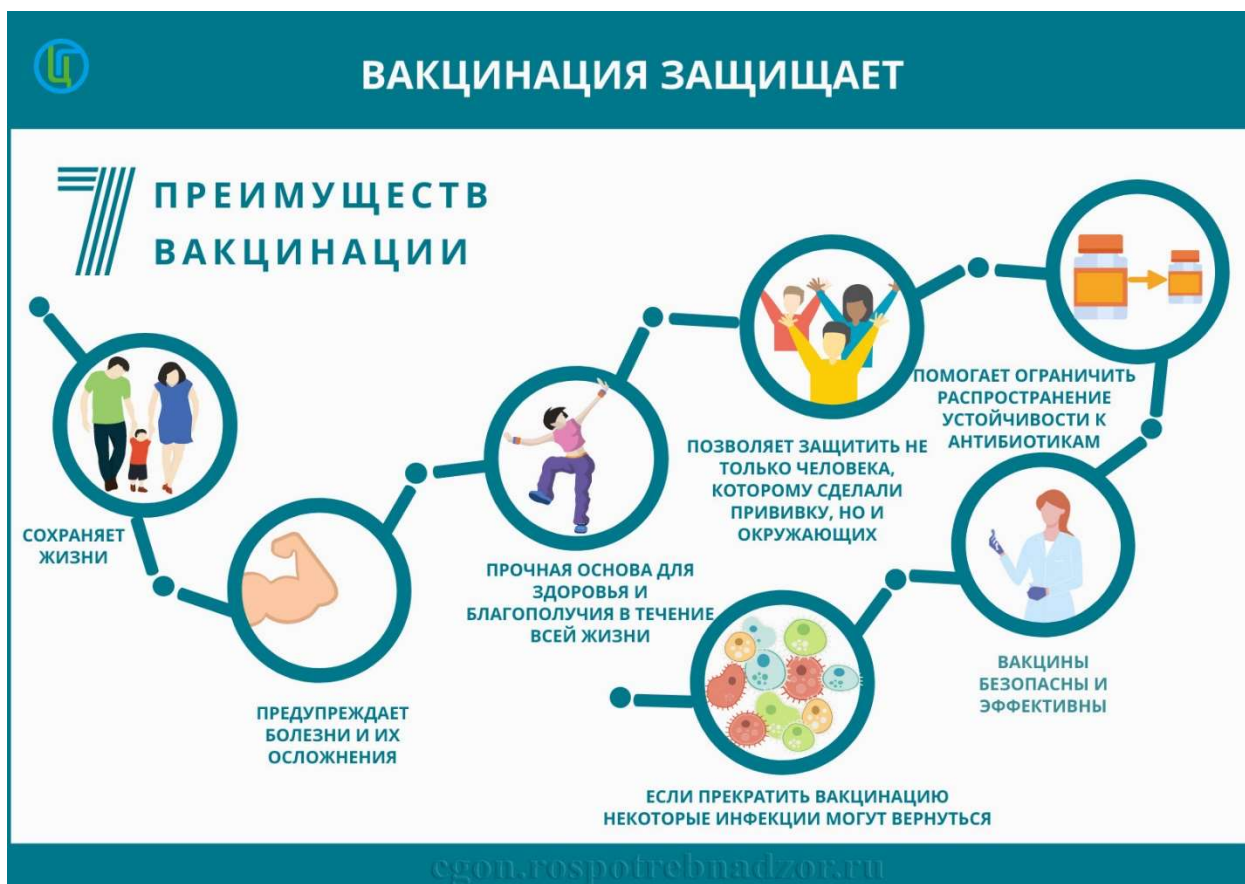 ВАКЦИНАЦИЯ ЗАЩИЩАЕТ
7 ПРЕИМУЩЕСТВ
ВАКЦИНАЦИИ
СОХРАНЯЕТ
ЖИЗНИ
ПРЕДУПРЕЖДАЕТ
БОЛЕЗНИ И ИХ
ОСЛОЖНЕНИЯ
ПРОЧНАЯ ОСНОВА ДЛЯ
ЗДОРОВЬЯ И
БЛАГОПОЛУЧИЯ В ТЕЧЕНИЕ
ВСЕЙ ЖИЗНИ
ПОЗВОЛЯЕТ ЗАЩИТИТЬ НЕ
ТОЛЬКО ЧЕЛОВЕКА,
КОТОРОМУ СДЕЛАЛИ
ПРИВИВКУ, НО И
ОКРУЖАЮЩИХ
ПОМОГАЕТ ОГРАНИЧИТЬ
РАСПРОСТРАНЕНИЕ
УСТОЙЧИВОСТИ К
АНТИБИОТИКАМ
ВАКЦИНЫ
БЕЗОПАСНЫ И
ЭФФЕКТИВНЫ
ЕСЛИ ПРЕКРАТИТЬ ВАКЦИНАЦИЮ
НЕКОТОРЫЕ ИНФЕКЦИИ МОГУТ ВЕРНУТЬСЯ
cgon.rospotrebnadzor.ru